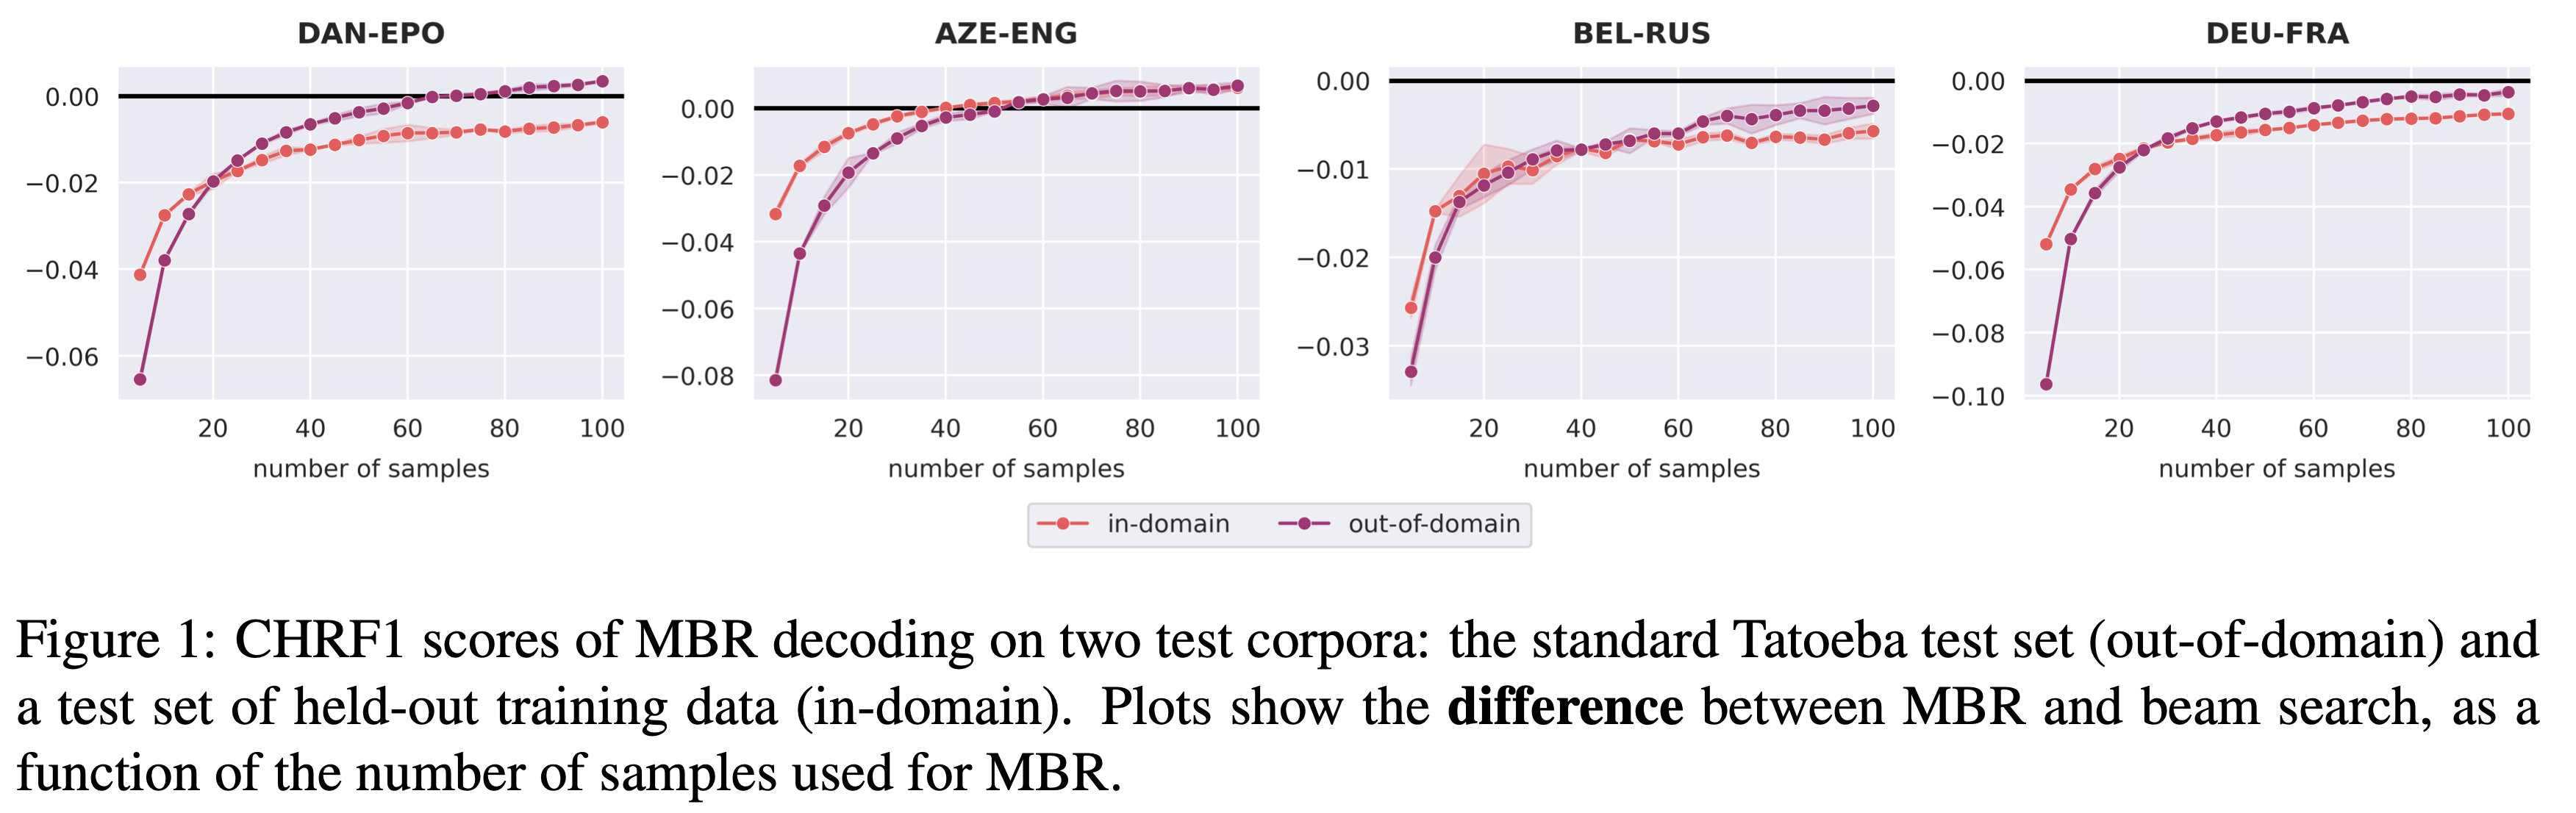 DAN-EPO
0.00
−0.02
−0.04
−0.06
20 40 60 80 100
number of samples
AZE-ENG
0.00
−0.02
−0.04
−0.06
−0.08
20 40 60 80 100
number of samples
BEL-RUS
0.00
−0.01
−0.02
−0.03
20 40 60 80 100
number of samples
DEU-FRA
0.00
−0.02
−0.04
−0.06
−0.08
−0.10
20 40 60 80 100
number of samples
in-domain out-of-domain
Figure 1: CHRF1 scores of MBR decoding on two test corpora: the standard Tatoeba test set (out-of-domain) and
a test set of held-out training data (in-domain). Plots show the difference between MBR and beam search, as a
function of the number of samples used for MBR.